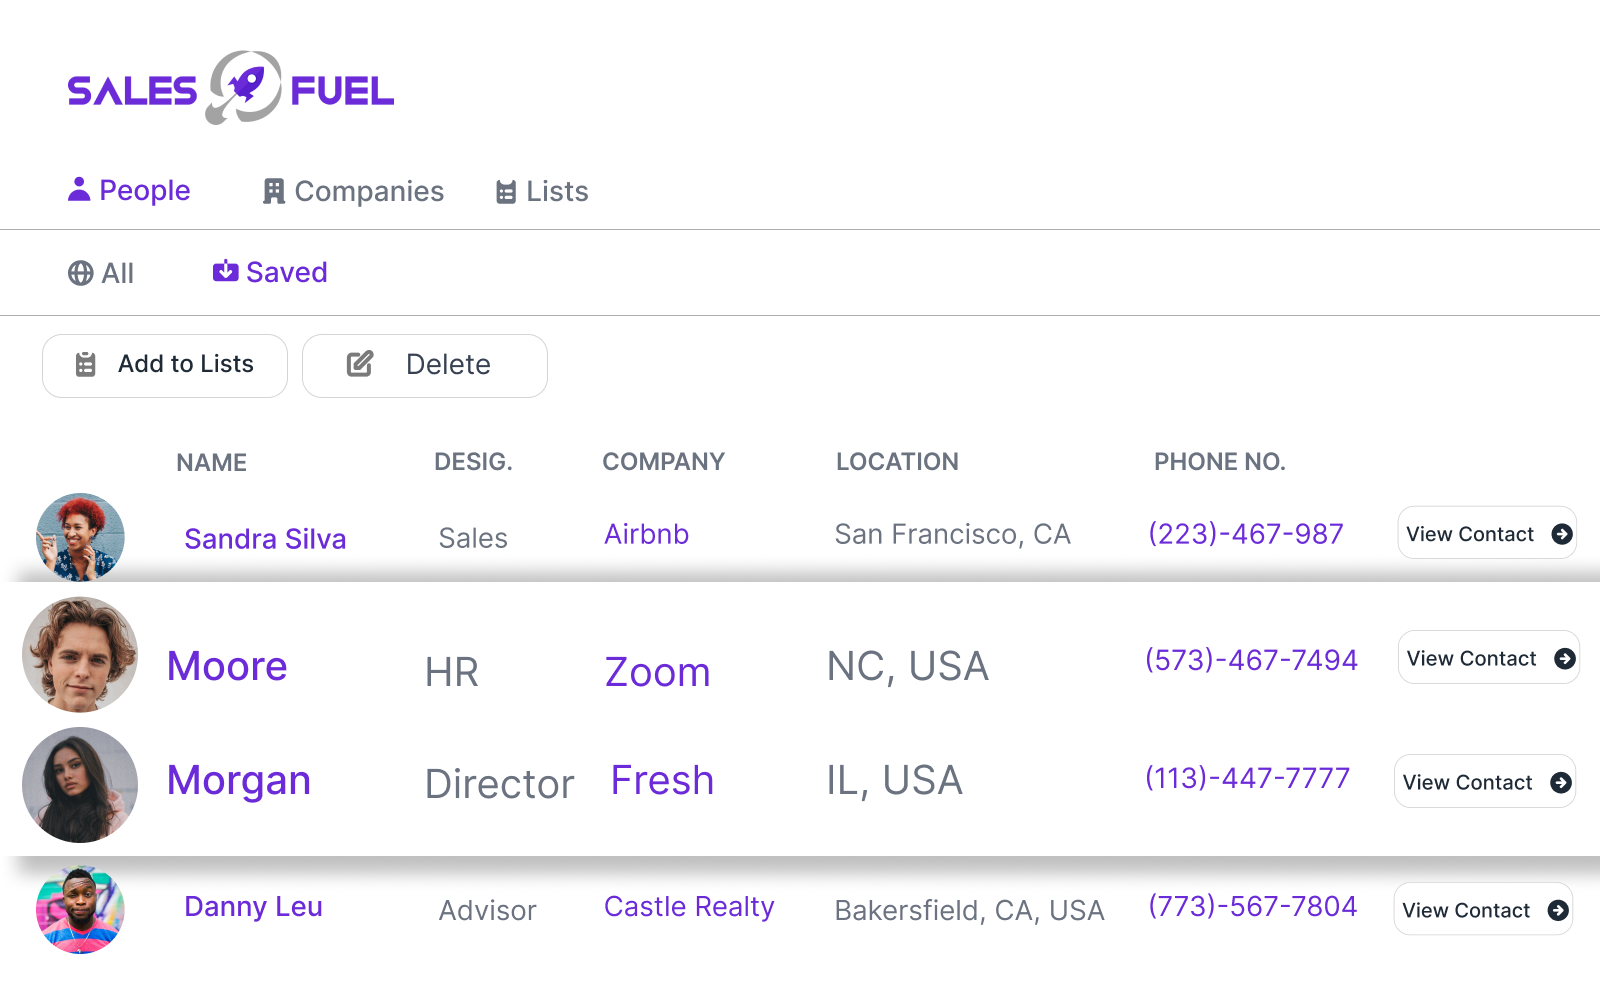 SALES FUEL
People Companies Lists
All Saved
Add to Lists Delete
NAME DESIG. COMPANY LOCATION PHONE NO.
Sandra Silva Sales Airbnb San Francisco, CA (223)-467-987 View Contact
Moore HR Zoom NC, USA (573)-467-7494 View Contact
Morgan Director Fresh IL, USA (113)-447-7777 View Contact
Danny Leu Advisor Castle Realty Bakersfield, CA, USA (773)-567-7804 View Contact